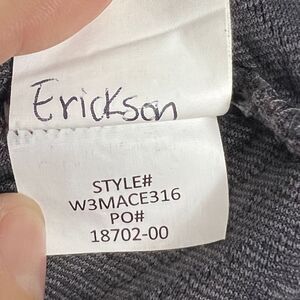 Erickson
STYLE#
W3MACE316
PO#
18702-00